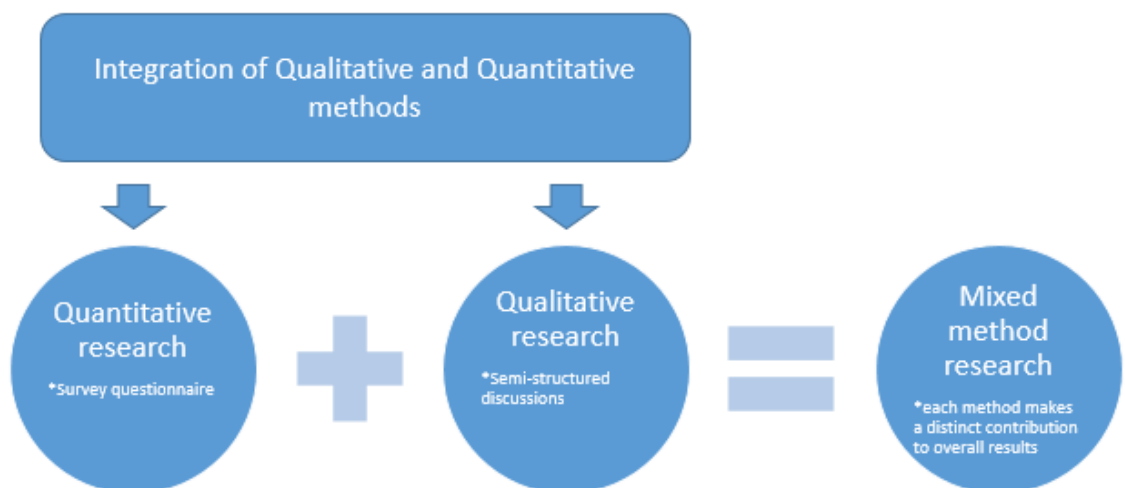 Integration of Qualitative and Quantitative
methods
Quantitative
research
*Survey questionnaire
Qualitative
research
*Semi-structured
discussions
Mixed
method
research
*each method makes
a distinct contribution
to overall results